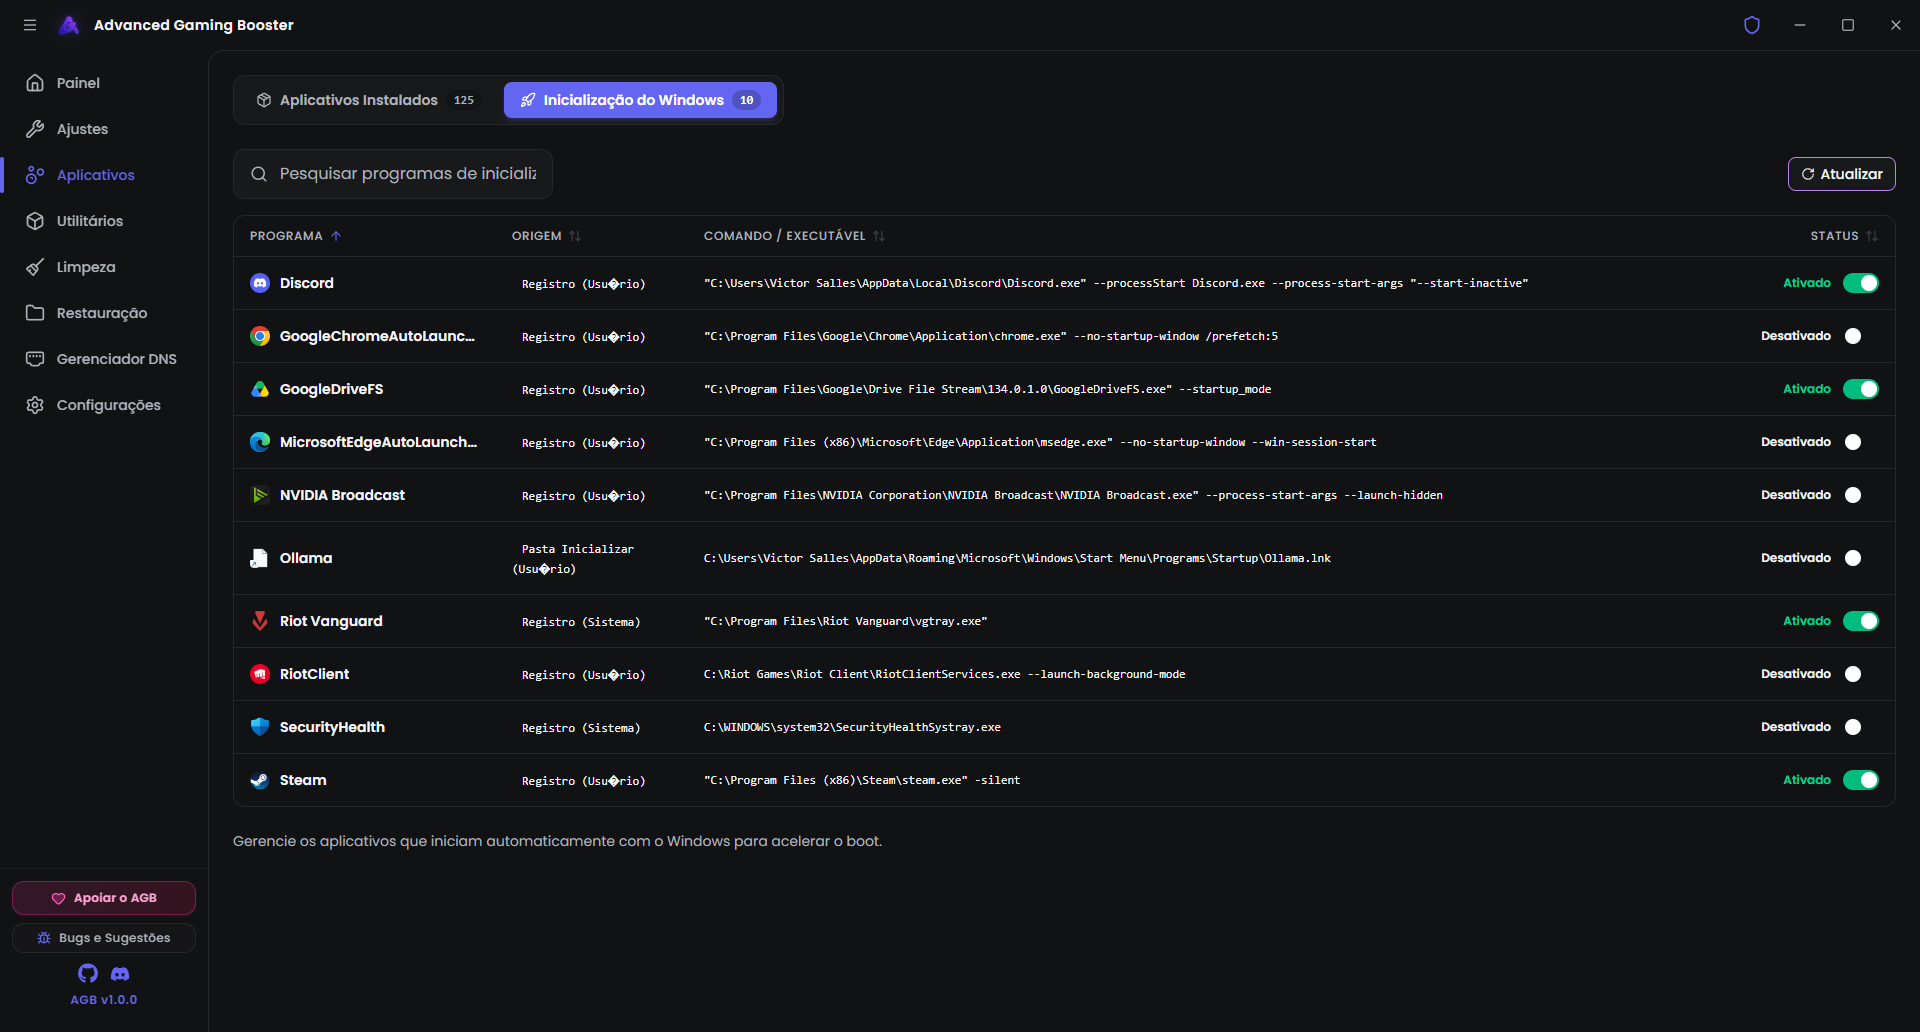 Advanced Gaming Booster
Painel
Ajustes
Aplicativos
Utilitários
Limpeza
Restauração
Gerenciador DNS
Configurações
Aplicativos Instalados 125
Inicialização do Windows 10
Pesquisar programas de inicializ
Atualizar
PROGRAMA ORIGEM COMANDO / EXECUTÁVEL STATUS
Discord Registro (Usu�rio) "C:\Users\Victor Salles\AppData\Local\Discord\Discord.exe" --processStart Discord.exe --process-start-args "--start-inactive" Ativado
GoogleChromeAutoLaunc... Registro (Usu�rio) "C:\Program Files\Google\Chrome\Application\chrome.exe" --no-startup-window /prefetch:5 Desativado
GoogleDriveFS Registro (Usu�rio) "C:\Program Files\Google\Drive File Stream\134.0.1.0\GoogleDriveFS.exe" --startup_mode Ativado
MicrosoftEdgeAutoLaunch... Registro (Usu�rio) "C:\Program Files (x86)\Microsoft\Edge\Application\msedge.exe" --no-startup-window --win-session-start Desativado
NVIDIA Broadcast Registro (Usu�rio) "C:\Program Files\NVIDIA Corporation\NVIDIA Broadcast\NVIDIA Broadcast.exe" --process-start-args --launch-hidden Desativado
Ollama Pasta Inicializar
(Usu�rio) C:\Users\Victor Salles\AppData\Roaming\Microsoft\Windows\Start Menu\Programs\Startup\Ollama.lnk Desativado
Riot Vanguard Registro (Sistema) "C:\Program Files\Riot Vanguard\vgtray.exe" Ativado
RiotClient Registro (Usu�rio) C:\Riot Games\Riot Client\RiotClientServices.exe --launch-background-mode Desativado
SecurityHealth Registro (Sistema) C:\WINDOWS\system32\SecurityHealthSystray.exe Desativado
Steam Registro (Usu�rio) "C:\Program Files (x86)\Steam\steam.exe" -silent Ativado
Gerencie os aplicativos que iniciam automaticamente com o Windows para acelerar o boot.
Apoiar o AGB
Bugs e Sugestões
AGB v1.0.0